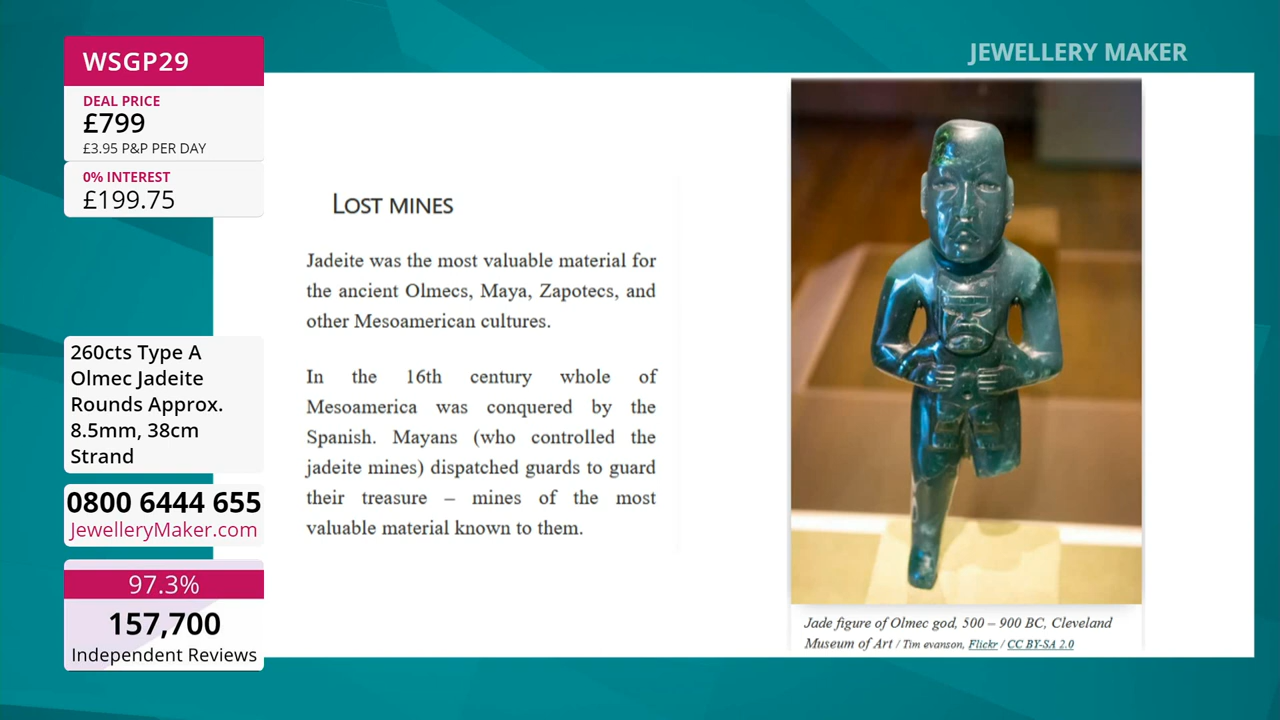 WSGP29
DEAL PRICE
£799
£3.95 P&P PER DAY
0% INTEREST
£199.75
260cts Type A
Olmec Jadeite
Rounds Approx.
8.5mm, 38cm
Strand
0800 6444 655
JewelleryMaker.com
97.3%
157,700
Independent Reviews
JEWELLERY MAKER
LOST MINES
Jadeite was the most valuable material for
the ancient Olmecs, Maya, Zapotecs, and
other Mesoamerican cultures.
In the 16th century whole of
Mesoamerica was conquered by the
Spanish. Mayans (who controlled the
jadeite mines) dispatched guards to guard
their treasure – mines of the most
valuable material known to them.
Jade figure of Olmec god, 500 – 900 BC, Cleveland
Museum of Art / Tim evanson, Flickr / CC BY-SA 2.0